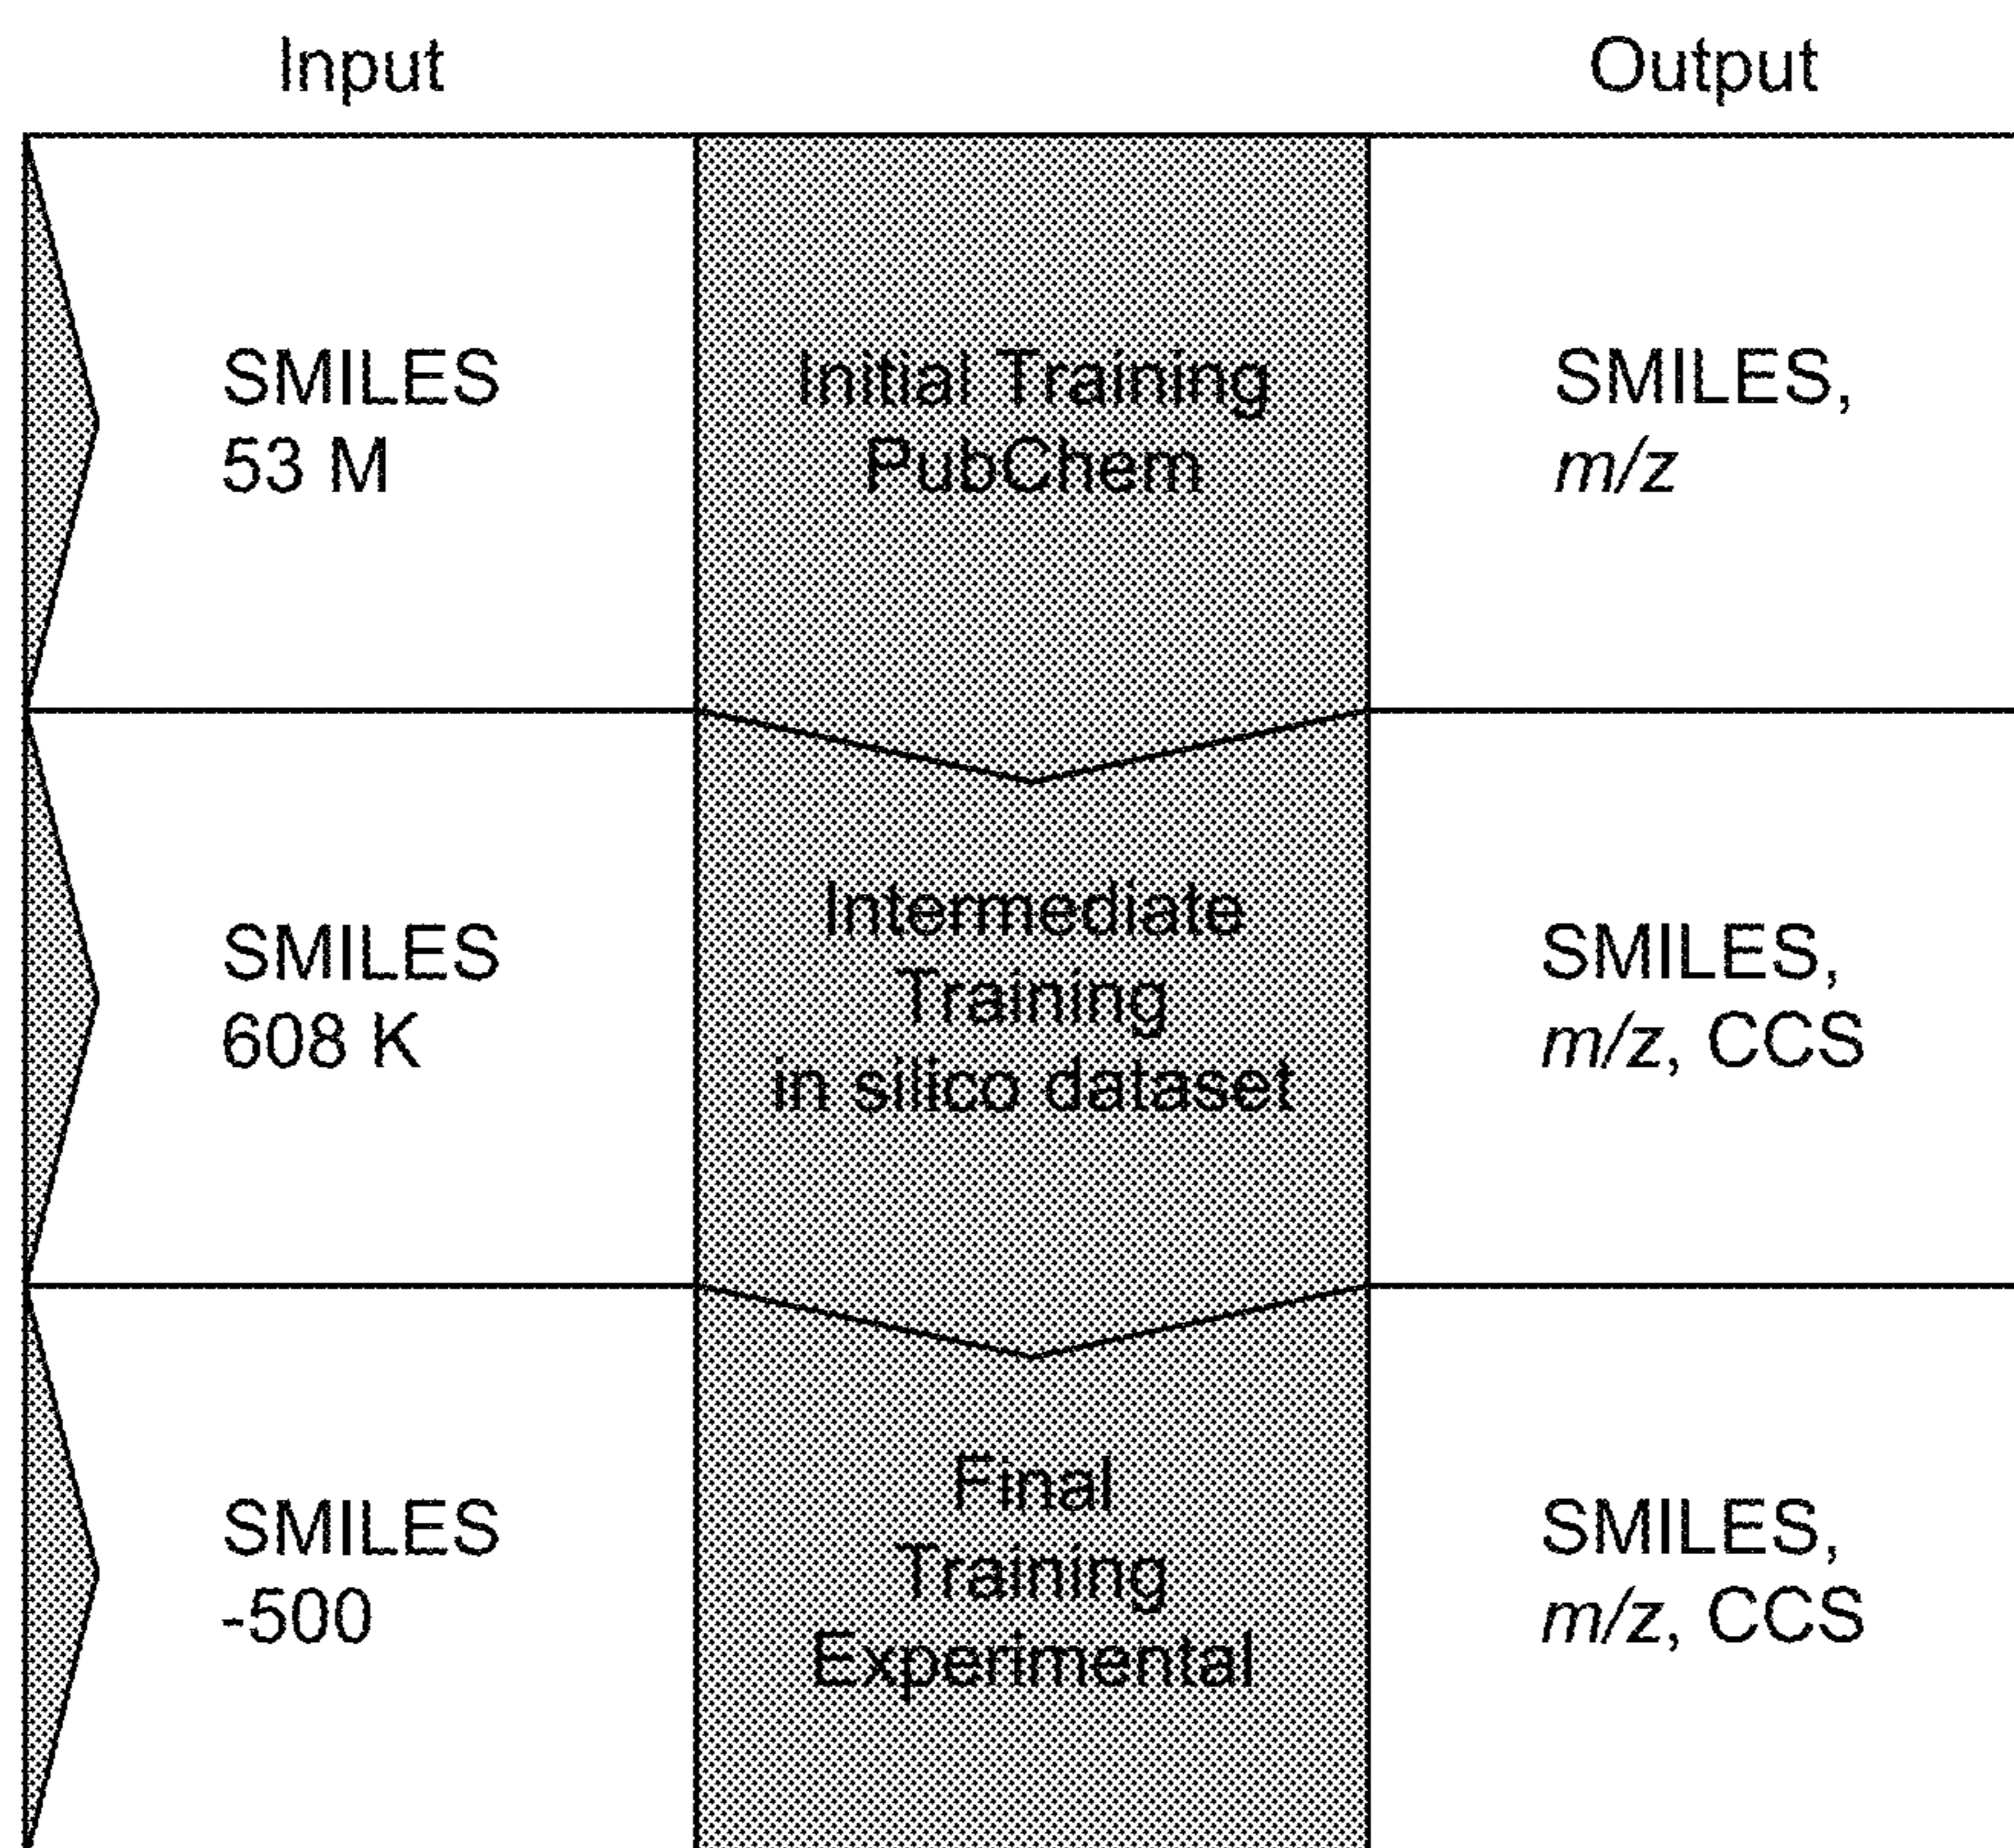 Input
Output
SMILES
53 M
Initial Training
PubChem
SMILES,
m/z
SMILES
608 K
Intermediate
Training
in silico dataset
SMILES,
m/z, CCS
SMILES
-500
Final
Training
Experimental
SMILES,
m/z, CCS